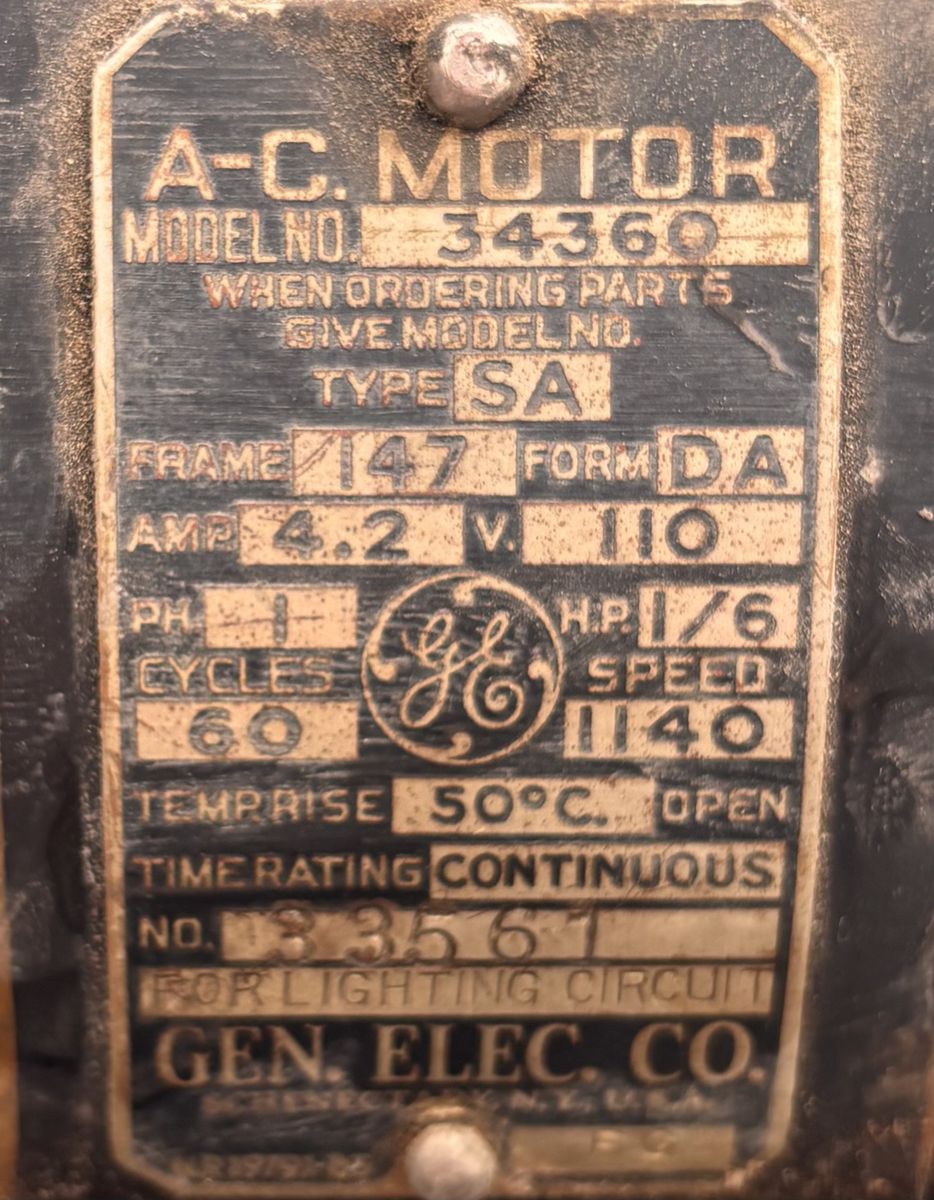 A-C. MOTOR
MODEL NO. 34360
WHEN ORDERING PARTS
GIVE MODEL NO.
TYPE SA
FRAME 147 FORM DA
AMP. 4.2 V. 110
PH. 1 H.P. 1/6
GE
CYCLES SPEED
60 1140
TEMP. RISE 50°C. OPEN
TIME RATING CONTINUOUS
NO. 33561
FOR LIGHTING CIRCUIT
GEN. ELEC. CO.
SCHENECTADY, N.Y., U.S.A.